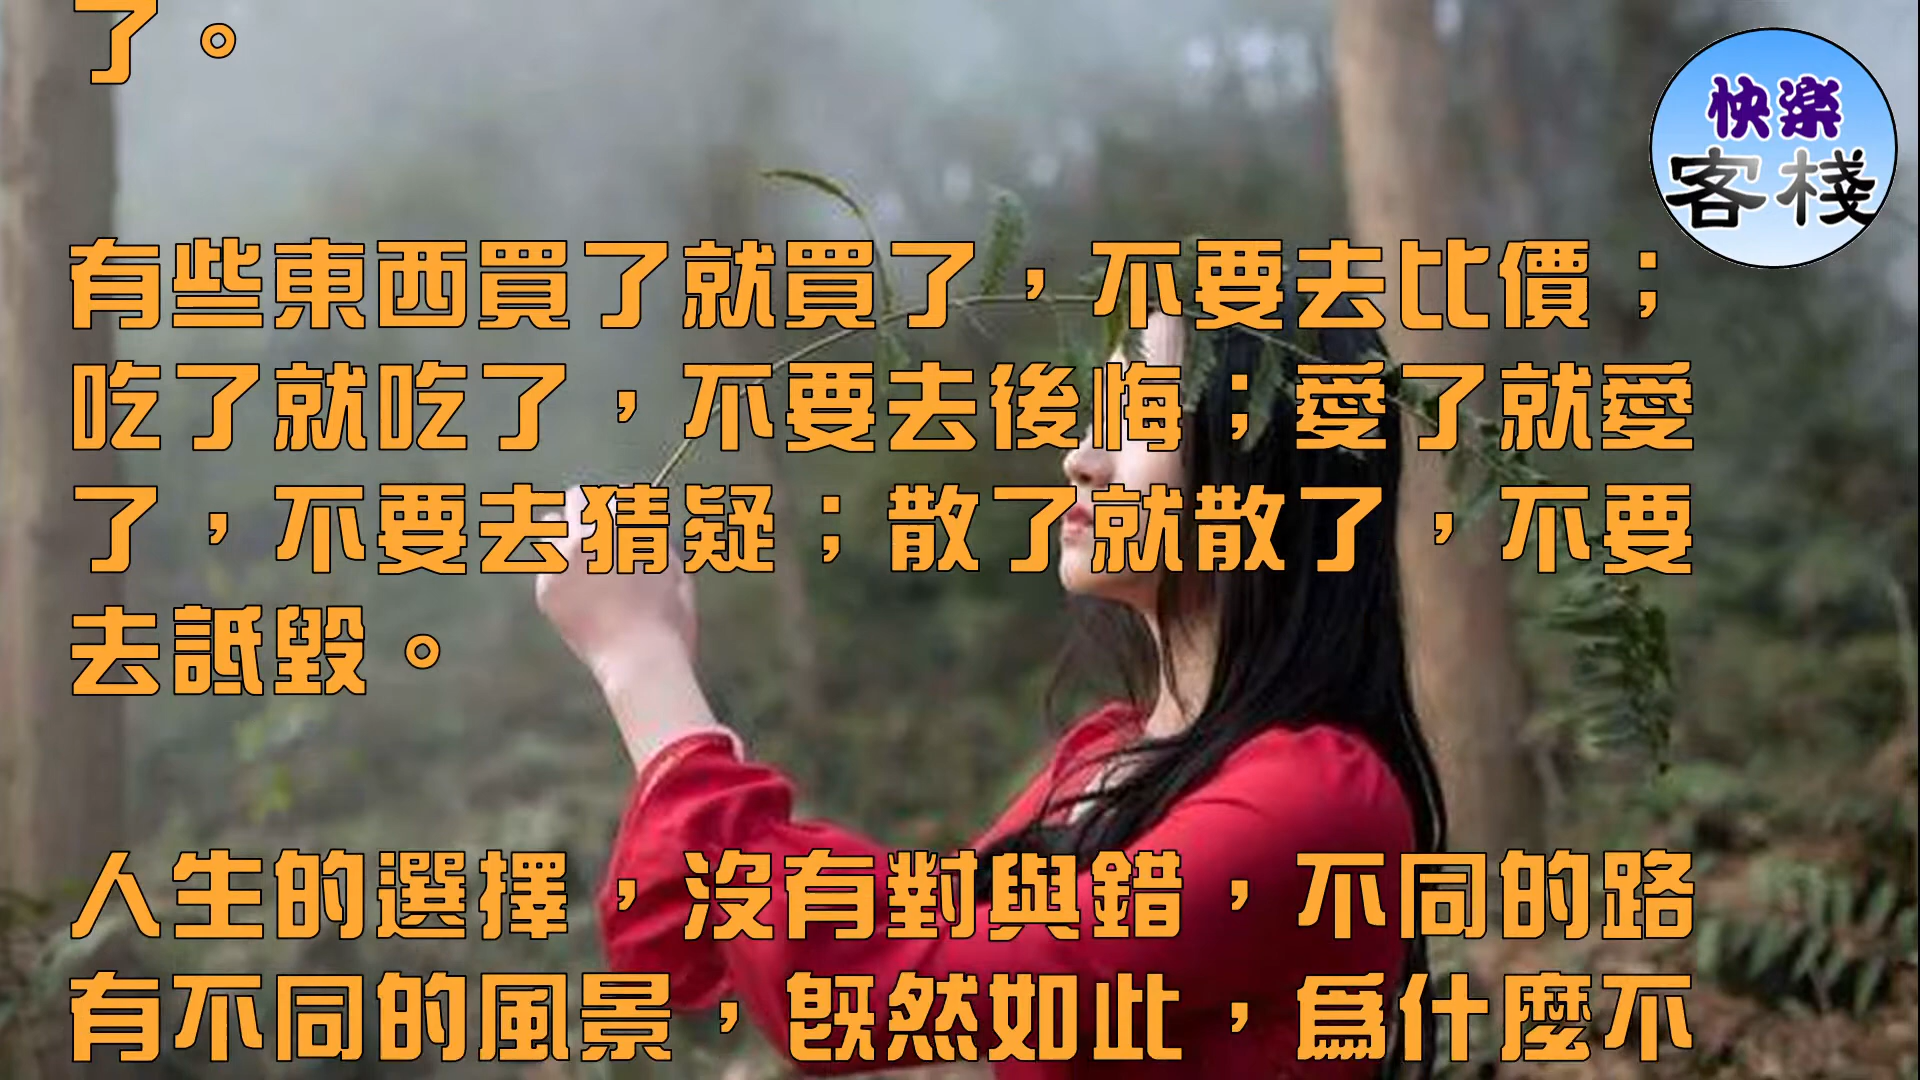 了。
快樂
客棧
有些東西買了就買了,不要去比價;
吃了就吃了,不要去後悔;愛了就愛
了,不要去猜疑;散了就散了,不要
去詆毀。
人生的選擇,沒有對與錯,不同的路
有不同的風景,既然如此,為什麼不